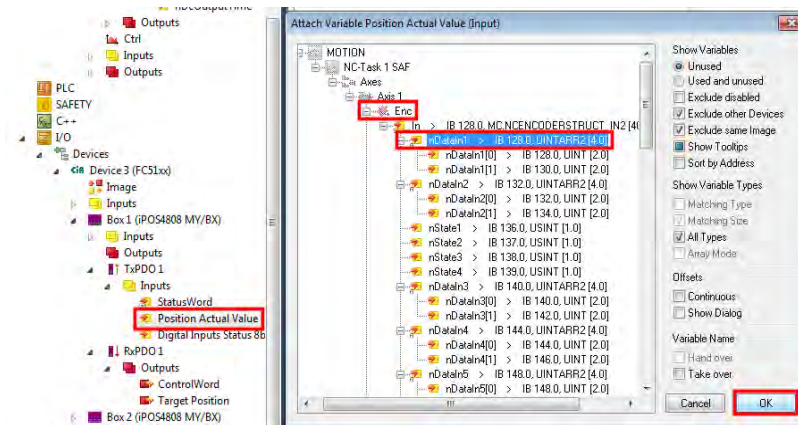 nDcOutputTime
Outputs
Ctrl
Inputs
Outputs
PLC
SAFETY
C++
I/O
Devices
Device 3 (FC51xx)
Image
Inputs
Box 1 (iPOS4808 MY/BX)
Inputs
Outputs
TxPDO 1
Inputs
StatusWord
Position Actual Value
Digital Inputs Status 8b
RxPDO 1
Outputs
ControlWord
Target Position
Box 2 (iPOS4808 MY/BX)
Attach Variable Position Actual Value (Input)
MOTION
NC-Task 1 SAF
Axes
Axis 1
Enc
In > IB 128.0, MC.NCENCODERSTRUCT_IN2 [4(
nDataIn1 > IB 128.0, UINTARR2 [4.0]
nDataIn1[0] > IB 128.0, UINT [2.0]
nDataIn1[1] > IB 130.0, UINT [2.0]
nDataIn2 > IB 132.0, UINTARR2 [4.0]
nDataIn2[0] > IB 132.0, UINT [2.0]
nDataIn2[1] > IB 134.0, UINT [2.0]
nState1 > IB 136.0, USINT [1.0]
nState2 > IB 137.0, USINT [1.0]
nState3 > IB 138.0, USINT [1.0]
nState4 > IB 139.0, USINT [1.0]
nDataIn3 > IB 140.0, UINTARR2 [4.0]
nDataIn3[0] > IB 140.0, UINT [2.0]
nDataIn3[1] > IB 142.0, UINT [2.0]
nDataIn4 > IB 144.0, UINTARR2 [4.0]
nDataIn4[0] > IB 144.0, UINT [2.0]
nDataIn4[1] > IB 146.0, UINT [2.0]
nDataIn5 > IB 148.0, UINTARR2 [4.0]
nDataIn5[0] > IB 148.0, UINT [2.0]
Show Variables
Unused
Used and unused
Exclude disabled
Exclude other Devices
Exclude same Image
Show Tooltips
Sort by Address
Show Variable Types
Matching Type
Matching Size
All Types
Array Mode
Offsets
Continuous
Show Dialog
Variable Name
Hand over
Take over
Cancel
OK